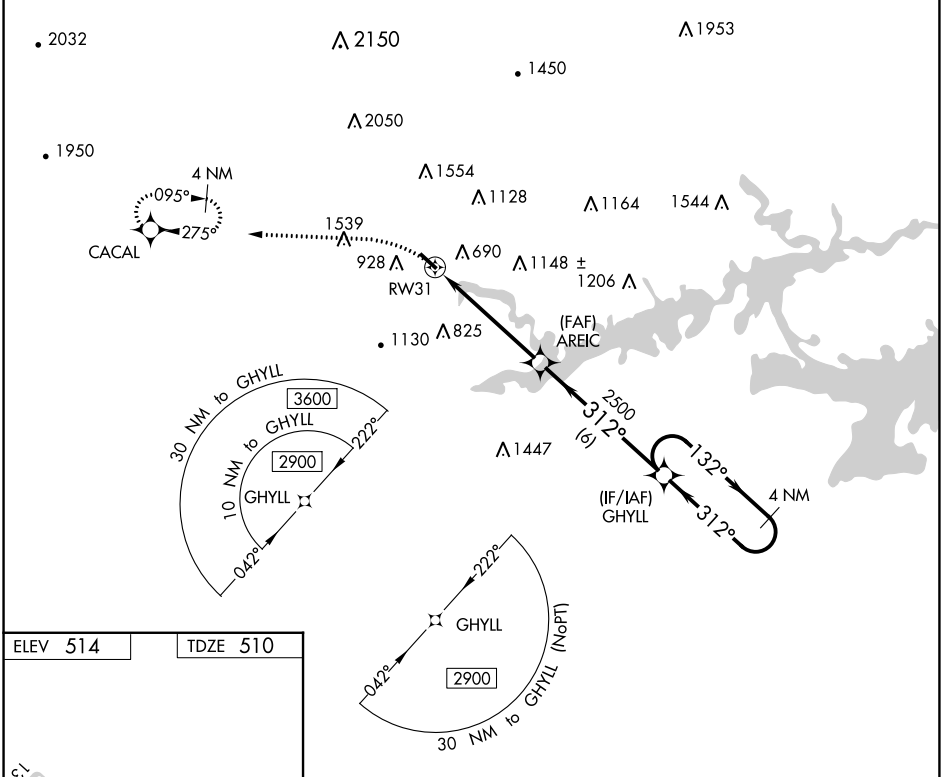 2032
2150
1953
1450
2050
1950
1554
4 NM
095°
1128
1164
1544
275°
CACAL
1539
928
690
1148 ±
1206
RW31
(FAF)
AREIC
825
1130
30 NM to GHYLL
3600
10 NM to GHYLL
2900
222°
GHYLL
042°
2500
312°
(6)
1447
132°
4 NM
(IF/IAF)
GHYLL
312°
222°
GHYLL
042°
2900
30 NM to GHYLL (NoPT)
ELEV 514
TDZE 510